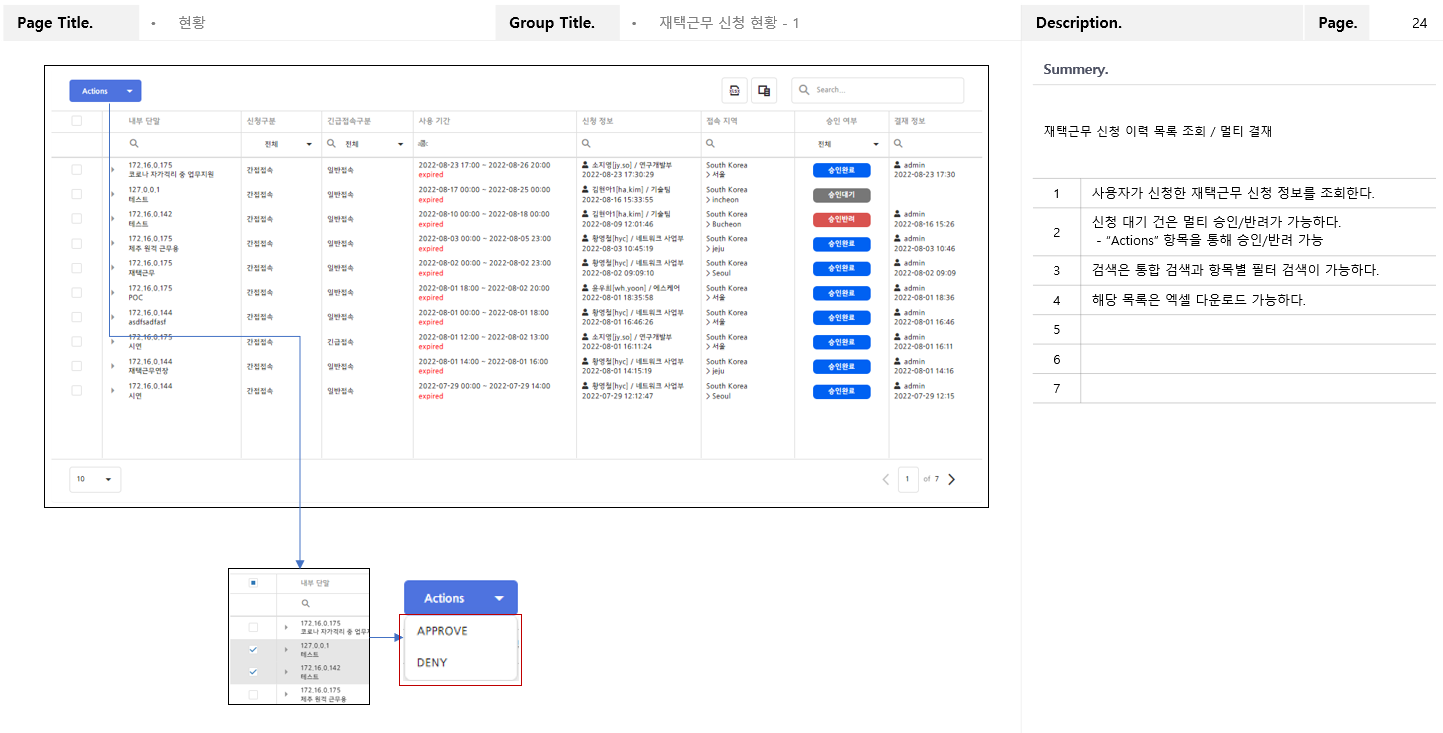 Page Title.
• 현황
Group Title.
• 재택근무 신청 현황 - 1
Description.
Page.
24
Actions
Search...
내부 단말 신청구분 긴급접속구분 사용 기간 신청 정보 접속 지역 승인 여부 결재 정보
전체 전체 전체
172.16.0.175 2022-08-23 17:00 ~ 2022-08-26 20:00 소지영[jy.so] / 연구개발부 South Korea admin
코로나 자가격리 중 업무지원 간접접속 일반접속 expired 2022-08-23 17:30:29 > 서울 승인완료 2022-08-23 17:30
127.0.0.1 2022-08-17 00:00 ~ 2022-08-25 00:00 김현아1[ha.kim] / 기술팀 South Korea
테스트 간접접속 일반접속 expired 2022-08-16 15:33:55 > incheon 승인대기
172.16.0.142 2022-08-10 00:00 ~ 2022-08-18 00:00 김현아1[ha.kim] / 기술팀 South Korea admin
테스트 간접접속 일반접속 expired 2022-08-09 12:01:46 > Bucheon 승인반려 2022-08-16 15:26
172.16.0.175 2022-08-03 00:00 ~ 2022-08-05 23:00 황영철[hyc] / 네트워크 사업부 South Korea admin
제주 원격 근무용 간접접속 일반접속 expired 2022-08-03 10:45:19 > jeju 승인완료 2022-08-03 10:46
172.16.0.175 2022-08-02 00:00 ~ 2022-08-02 23:00 황영철[hyc] / 네트워크 사업부 South Korea admin
재택근무 간접접속 일반접속 expired 2022-08-02 09:09:10 > Seoul 승인완료 2022-08-02 09:09
172.16.0.175 2022-08-01 18:00 ~ 2022-08-02 20:00 윤우희[wh.yoon] / 에스케어 South Korea admin
POC 간접접속 일반접속 expired 2022-08-01 18:35:58 > 서울 승인완료 2022-08-01 18:36
172.16.0.144 2022-08-01 00:00 ~ 2022-08-01 18:00 황영철[hyc] / 네트워크 사업부 South Korea admin
asdfsadfasf 간접접속 일반접속 expired 2022-08-01 16:46:26 > 서울 승인완료 2022-08-01 16:46
172.16.0.175 2022-08-01 12:00 ~ 2022-08-02 13:00 소지영[jy.so] / 연구개발부 South Korea admin
시연 간접접속 긴급접속 expired 2022-08-01 16:11:24 > 서울 승인완료 2022-08-01 16:11
172.16.0.144 2022-08-01 14:00 ~ 2022-08-01 16:00 황영철[hyc] / 네트워크 사업부 South Korea admin
재택근무연장 간접접속 일반접속 expired 2022-08-01 14:15:19 > jeju 승인완료 2022-08-01 14:16
172.16.0.144 2022-07-29 00:00 ~ 2022-07-29 14:00 황영철[hyc] / 네트워크 사업부 South Korea admin
시연 간접접속 일반접속 expired 2022-07-29 12:12:47 > Seoul 승인완료 2022-07-29 12:15
10
1 of 7
내부 단말
172.16.0.175
코로나 자가격리 중 업무
127.0.0.1
테스트
172.16.0.142
테스트
172.16.0.175
제주 원격 근무용
Actions
APPROVE
DENY
Summery.
재택근무 신청 이력 목록 조회 / 멀티 결재
1 사용자가 신청한 재택근무 신청 정보를 조회한다.
2 신청 대기 건은 멀티 승인/반려가 가능하다.
- “Actions” 항목을 통해 승인/반려 가능
3 검색은 통합 검색과 항목별 필터 검색이 가능하다.
4 해당 목록은 엑셀 다운로드 가능하다.
5
6
7